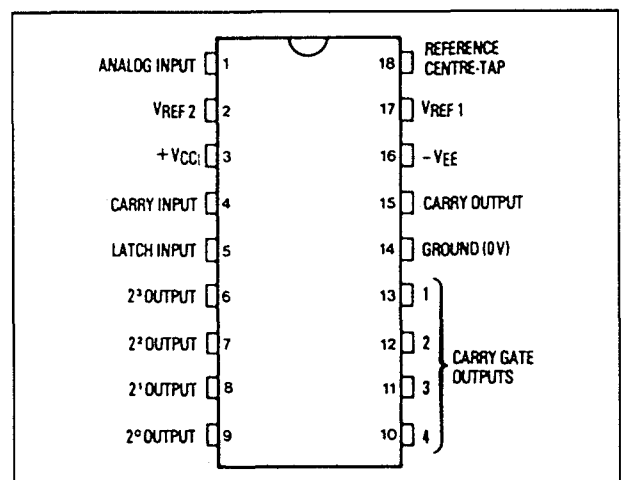 ANALOG INPUT 1
VREF 2 2
+VCCi 3
CARRY INPUT 4
LATCH INPUT 5
2³ OUTPUT 6
2² OUTPUT 7
2¹ OUTPUT 8
2⁰ OUTPUT 9
18 REFERENCE
CENTRE-TAP
17 VREF 1
16 -VEE
15 CARRY OUTPUT
14 GROUND (0V)
13 1
12 2
11 3
10 4
CARRY GATE
OUTPUTS